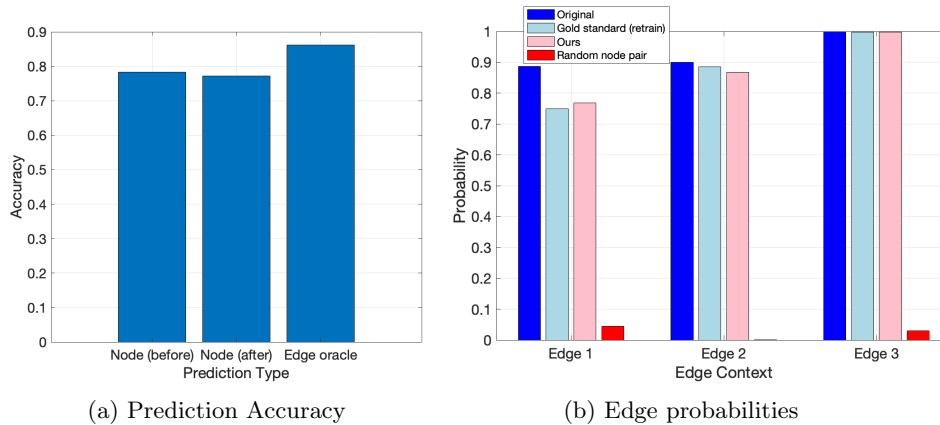 0.9
0.8
0.7
0.6
0.5
0.4
0.3
0.2
0.1
0
Accuracy
Node (before) Node (after) Edge oracle
Prediction Type
(a) Prediction Accuracy
Original
Gold standard (retrain)
Ours
Random node pair
1
0.9
0.8
0.7
0.6
0.5
0.4
0.3
0.2
0.1
0
Probability
Edge 1 Edge 2 Edge 3
Edge Context
(b) Edge probabilities